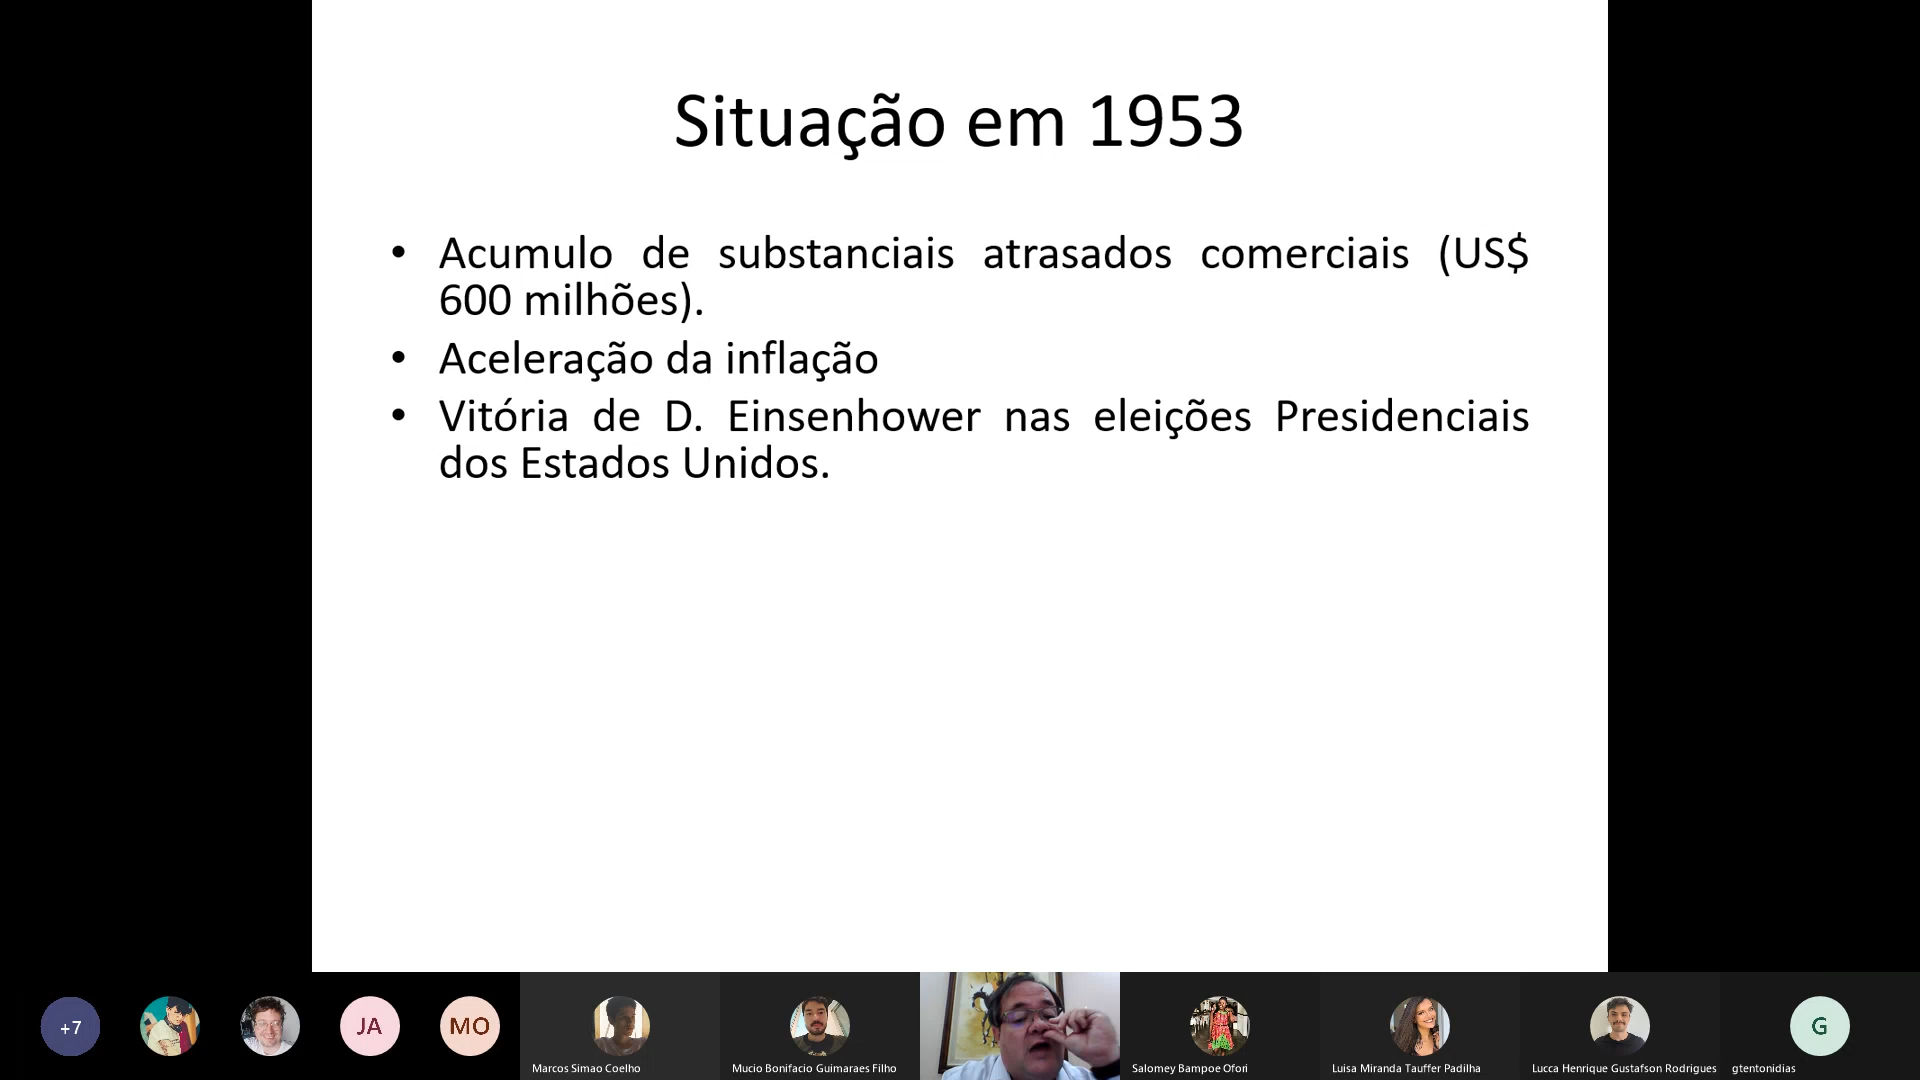 Situação em 1953
• Acumulo de substanciais atrasados comerciais (US$
600 milhões).
• Aceleração da inflação
• Vitória de D. Einsenhower nas eleições Presidenciais
dos Estados Unidos.
+7
JA
MO
G
Marcos Simao Coelho
Mucio Bonifacio Guimaraes Filho
Salomey Bampoe Ofori
Luisa Miranda Tauffer Padilha
Lucca Henrique Gustafson Rodrigues
gtentonidias